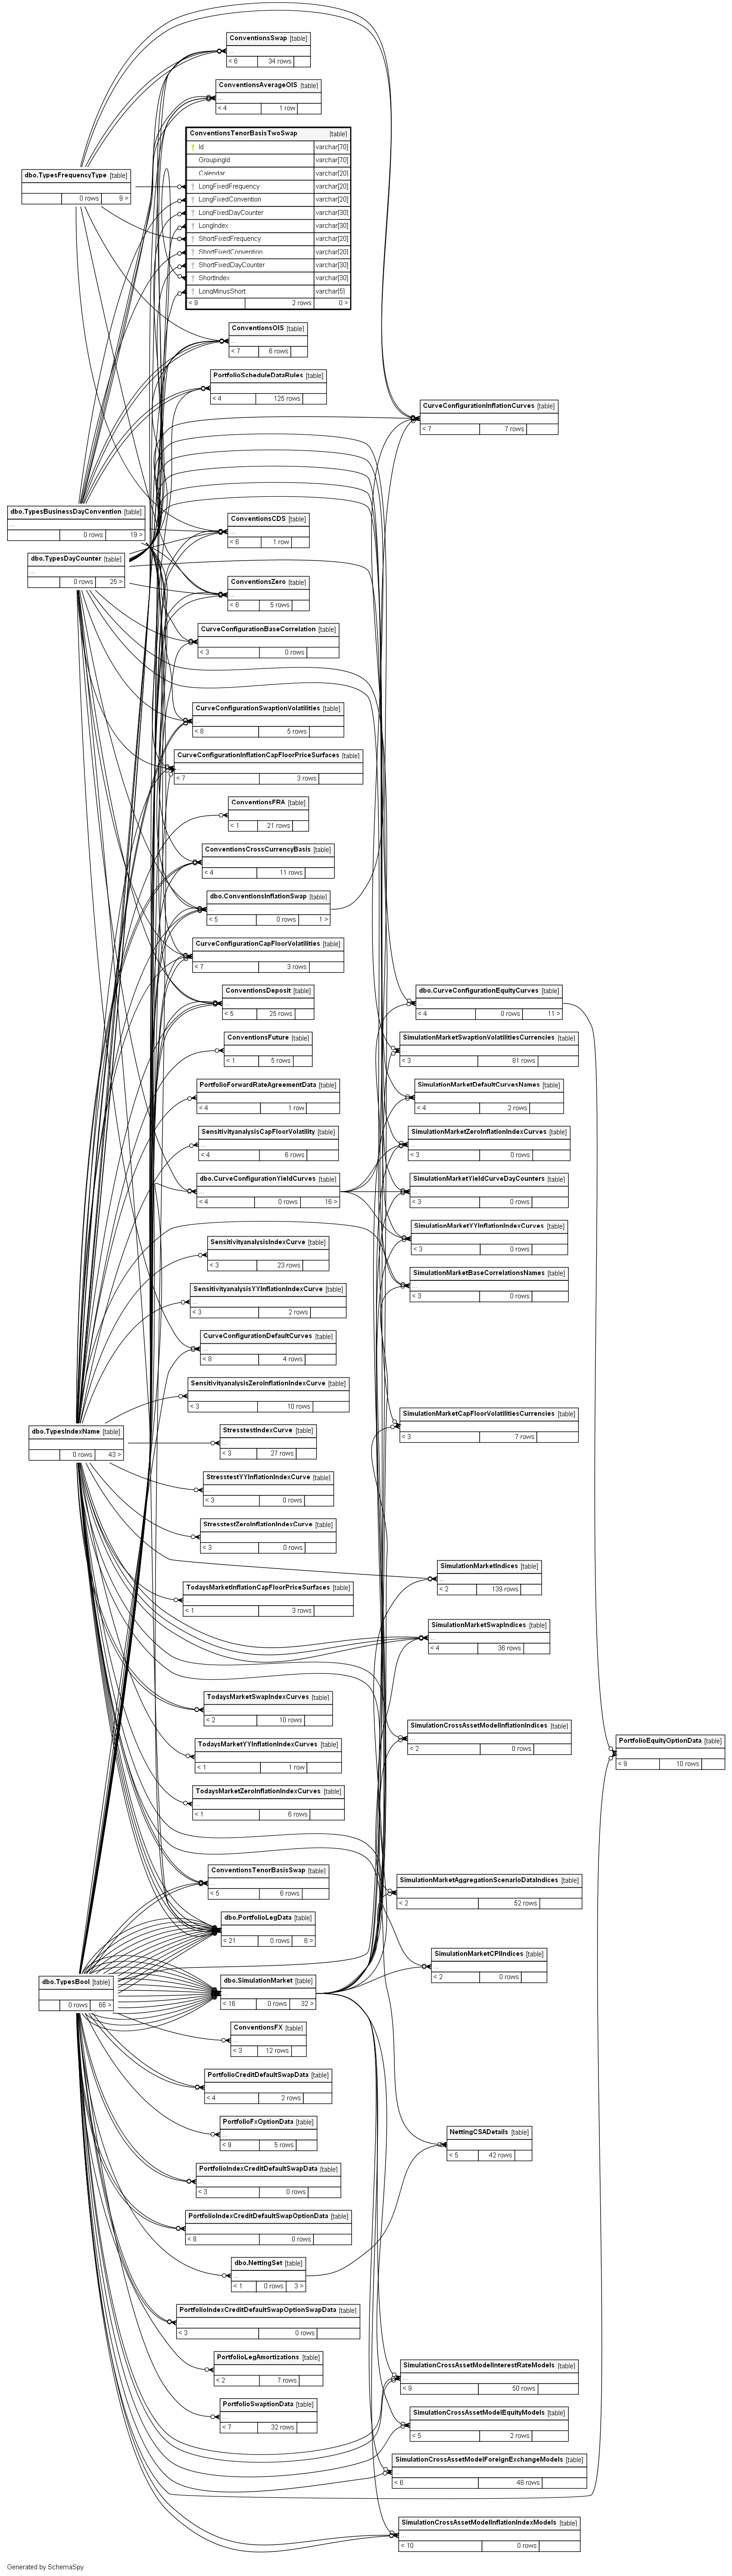 ConventionsSwap [table]
...
< 6 34 rows
ConventionsAverageOIS [table]
...
< 4 1 row
ConventionsTenorBasisTwoSwap [table]
Id varchar[70]
GroupingId varchar[70]
Calendar varchar[20]
LongFixedFrequency varchar[20]
LongFixedConvention varchar[20]
LongFixedDayCounter varchar[30]
LongIndex varchar[30]
ShortFixedFrequency varchar[20]
ShortFixedConvention varchar[20]
ShortFixedDayCounter varchar[30]
ShortIndex varchar[30]
LongMinusShort varchar[5]
< 9 2 rows 0 >
dbo.TypesFrequencyType [table]
0 rows 9 >
ConventionsOIS [table]
...
< 7 6 rows
PortfolioScheduleDataRules [table]
...
< 4 125 rows
CurveConfigurationInflationCurves [table]
...
< 7 7 rows
dbo.TypesBusinessDayConvention [table]
...
0 rows 19 >
ConventionsCDS [table]
...
< 6 1 row
dbo.TypesDayCounter [table]
...
0 rows 25 >
ConventionsZero [table]
...
< 6 5 rows
CurveConfigurationBaseCorrelation [table]
...
< 3 0 rows
CurveConfigurationSwaptionVolatilities [table]
...
< 8 5 rows
CurveConfigurationInflationCapFloorPriceSurfaces [table]
...
< 7 3 rows
ConventionsFRA [table]
...
< 1 21 rows
ConventionsCrossCurrencyBasis [table]
...
< 4 11 rows
dbo.ConventionsInflationSwap [table]
...
< 5 0 rows 1 >
CurveConfigurationCapFloorVolatilities [table]
...
< 7 3 rows
ConventionsDeposit [table]
...
< 5 25 rows
dbo.CurveConfigurationEquityCurves [table]
...
< 4 0 rows 11 >
ConventionsFuture [table]
...
< 1 5 rows
SimulationMarketSwaptionVolatilitiesCurrencies [table]
...
< 3 81 rows
PortfolioForwardRateAgreementData [table]
...
< 4 1 row
SimulationMarketDefaultCurvesNames [table]
...
< 4 2 rows
SensitivityanalysisCapFloorVolatility [table]
...
< 4 6 rows
SimulationMarketZeroInflationIndexCurves [table]
...
< 3 0 rows
dbo.CurveConfigurationYieldCurves [table]
...
< 4 0 rows 16 >
SimulationMarketYieldCurveDayCounters [table]
...
< 3 0 rows
SimulationMarketYYInflationIndexCurves [table]
...
< 3 0 rows
SensitivityanalysisIndexCurve [table]
...
< 3 23 rows
SimulationMarketBaseCorrelationsNames [table]
...
< 3 0 rows
SensitivityanalysisYYInflationIndexCurve [table]
...
< 3 2 rows
CurveConfigurationDefaultCurves [table]
...
< 8 4 rows
SensitivityanalysisZeroInflationIndexCurve [table]
...
< 3 10 rows
SimulationMarketCapFloorVolatilitiesCurrencies [table]
...
< 3 7 rows
dbo.TypesIndexName [table]
0 rows 43 >
StresstestIndexCurve [table]
...
< 3 27 rows
StresstestYYInflationIndexCurve [table]
...
< 3 0 rows
StresstestZeroInflationIndexCurve [table]
...
< 3 0 rows
SimulationMarketIndices [table]
...
< 2 139 rows
TodaysMarketInflationCapFloorPriceSurfaces [table]
...
< 1 3 rows
SimulationMarketSwapIndices [table]
...
< 4 36 rows
TodaysMarketSwapIndexCurves [table]
...
< 2 10 rows
SimulationCrossAssetModelInflationIndices [table]
...
< 2 0 rows
PortfolioEquityOptionData [table]
...
< 9 10 rows
TodaysMarketYYInflationIndexCurves [table]
...
< 1 1 row
TodaysMarketZeroInflationIndexCurves [table]
...
< 1 6 rows
ConventionsTenorBasisSwap [table]
...
< 5 6 rows
SimulationMarketAggregationScenarioDataIndices [table]
...
< 2 52 rows
dbo.PortfolioLegData [table]
...
< 21 0 rows 6 >
SimulationMarketCPIIndices [table]
...
< 2 0 rows
dbo.TypesBool [table]
0 rows 66 >
dbo.SimulationMarket [table]
...
< 16 0 rows 32 >
ConventionsFX [table]
...
< 3 12 rows
PortfolioCreditDefaultSwapData [table]
...
< 4 2 rows
PortfolioFxOptionData [table]
...
< 9 5 rows
NettingCSADetails [table]
...
< 5 42 rows
PortfolioIndexCreditDefaultSwapData [table]
...
< 3 0 rows
PortfolioIndexCreditDefaultSwapOptionData [table]
...
< 8 0 rows
dbo.NettingSet [table]
...
< 1 0 rows 3 >
PortfolioIndexCreditDefaultSwapOptionSwapData [table]
...
< 3 0 rows
PortfolioLegAmortizations [table]
...
< 2 7 rows
SimulationCrossAssetModelInterestRateModels [table]
...
< 9 50 rows
PortfolioSwaptionData [table]
...
< 7 32 rows
SimulationCrossAssetModelEquityModels [table]
...
< 5 2 rows
SimulationCrossAssetModelForeignExchangeModels [table]
...
< 6 48 rows
SimulationCrossAssetModelInflationIndexModels [table]
...
< 10 0 rows
Generated by SchemaSpy